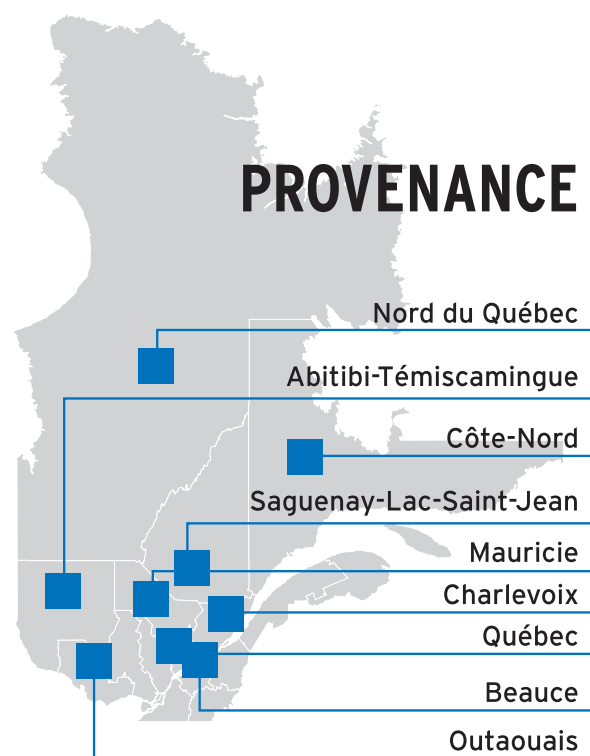 PROVENANCE
Nord du Québec
Abitibi-Témiscamingue
Côte-Nord
Saguenay-Lac-Saint-Jean
Mauricie
Charlevoix
Québec
Beauce
Outaouais